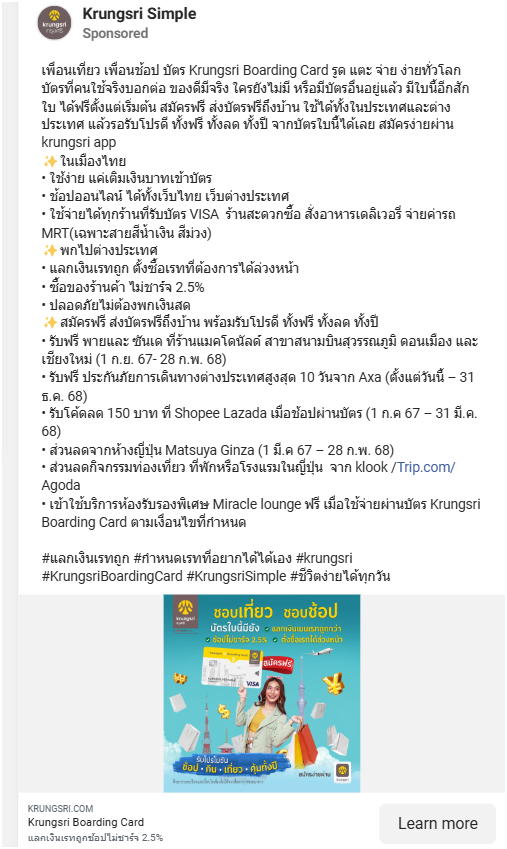 krungsri
กรุงศรี
Krungsri Simple
Sponsored
เพื่อนเที่ยว เพื่อนช้อป บัตร Krungsri Boarding Card รูด แตะ จ่าย ง่ายทั่วโลก
บัตรที่คนใช้จริงบอกต่อ ของดีมีจริง ใครยังไม่มี หรือมีบัตรอื่นอยู่แล้ว มีใบนี้อีกสัก
ใบ ได้ฟรีตั้งแต่เริ่มต้น สมัครฟรี ส่งบัตรฟรีถึงบ้าน ใช้ได้ทั้งในประเทศและต่าง
ประเทศ แล้วรอรับโปรดี ทั้งฟรี ทั้งลด ทั้งปี จากบัตรใบนี้ได้เลย สมัครง่ายผ่าน
krungsri app
✨ในเมืองไทย
• ใช้ง่าย แค่เติมเงินบาทเข้าบัตร
• ช้อปออนไลน์ ได้ทั้งเว็บไทย เว็บต่างประเทศ
• ใช้จ่ายได้ทุกร้านที่รับบัตร VISA ร้านสะดวกซื้อ สั่งอาหารเดลิเวอรี่ จ่ายค่ารถ
MRT(เฉพาะสายสีน้ำเงิน สีม่วง)
✨พกไปต่างประเทศ
• แลกเงินเรทถูก ตั้งซื้อเรทที่ต้องการได้ล่วงหน้า
• ซื้อของร้านค้า ไม่ชาร์จ 2.5%
• ปลอดภัยไม่ต้องพกเงินสด
✨สมัครฟรี ส่งบัตรฟรีถึงบ้าน พร้อมรับโปรดี ทั้งฟรี ทั้งลด ทั้งปี
• รับฟรี พายและ ซันเด ที่ร้านแมคโดนัลด์ สาขาสนามบินสุวรรณภูมิ ดอนเมือง และ
เชียงใหม่ (1 ก.ย. 67- 28 ก.พ. 68)
• รับฟรี ประกันภัยการเดินทางต่างประเทศสูงสุด 10 วันจาก Axa (ตั้งแต่วันนี้ – 31
ธ.ค. 68)
• รับโค้ดลด 150 บาท ที่ Shopee Lazada เมื่อช้อปผ่านบัตร (1 ก.ค 67 – 31 มี.ค.
68)
• ส่วนลดจากห้างญี่ปุ่น Matsuya Ginza (1 มี.ค 67 – 28 ก.พ. 68)
• ส่วนลดกิจกรรมท่องเที่ยว ที่พักหรือโรงแรมในญี่ปุ่น จาก klook /Trip.com/
Agoda
• เข้าใช้บริการห้องรับรองพิเศษ Miracle lounge ฟรี เมื่อใช้จ่ายผ่านบัตร Krungsri
Boarding Card ตามเงื่อนไขที่กำหนด
#แลกเงินเรทถูก #กำหนดเรทที่อยากได้ได้เอง #krungsri
#KrungsriBoardingCard #KrungsriSimple #ชีวิตง่ายได้ทุกวัน
krungsri
กรุงศรี
ชอบเที่ยว ชอบช้อป
บัตรใบนี้มียัง
แลกเงินเรทถูกกว่า
ช้อปไม่ชาร์จ 2.5%
ตั้งซื้อเรทได้ล่วงหน้า
สมัครฟรี
VISA
รับโปรโมชัน
ช้อป • กิน • เที่ยว • คุ้มทั้งปี
สมัครง่ายผ่าน
KRUNGSRI.COM
Krungsri Boarding Card
แลกเงินเรทถูกช้อปไม่ชาร์จ 2.5%
Learn more